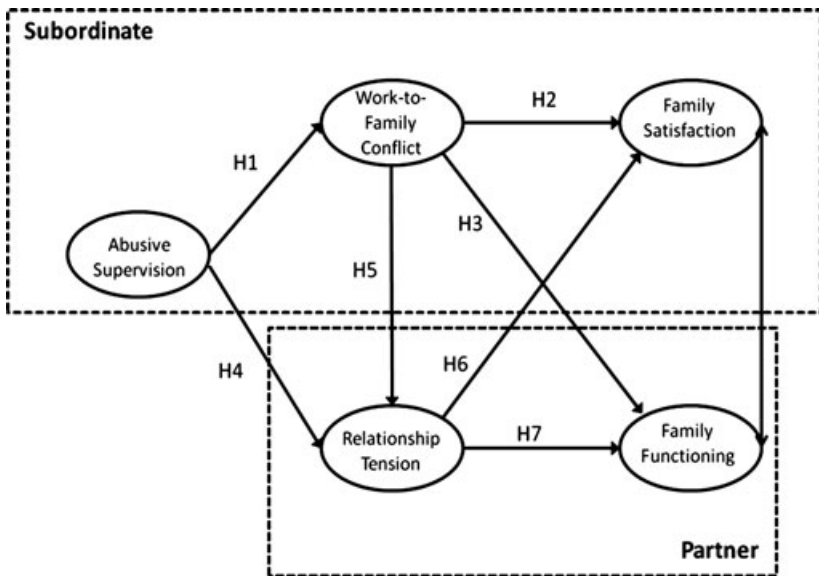 Subordinate
Work-to-
Family
Conflict
H2
Family
Satisfaction
H1
H3
Abusive
Supervision
H5
H4
H6
Relationship
Tension
H7
Family
Functioning
Partner